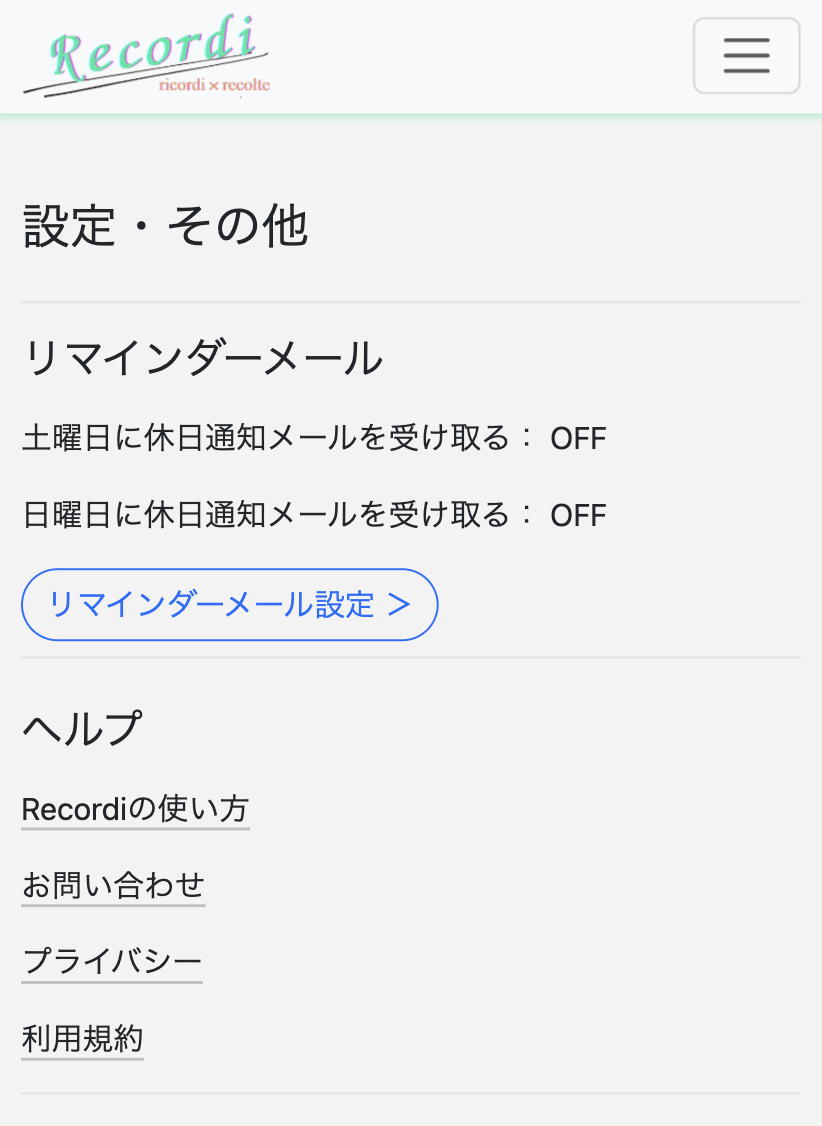 Recordi
ricordi × recolte
設定・その他
リマインダーメール
土曜日に休日通知メールを受け取る： OFF
日曜日に休日通知メールを受け取る： OFF
リマインダーメール設定 ＞
ヘルプ
Recordiの使い方
お問い合わせ
プライバシー
利用規約